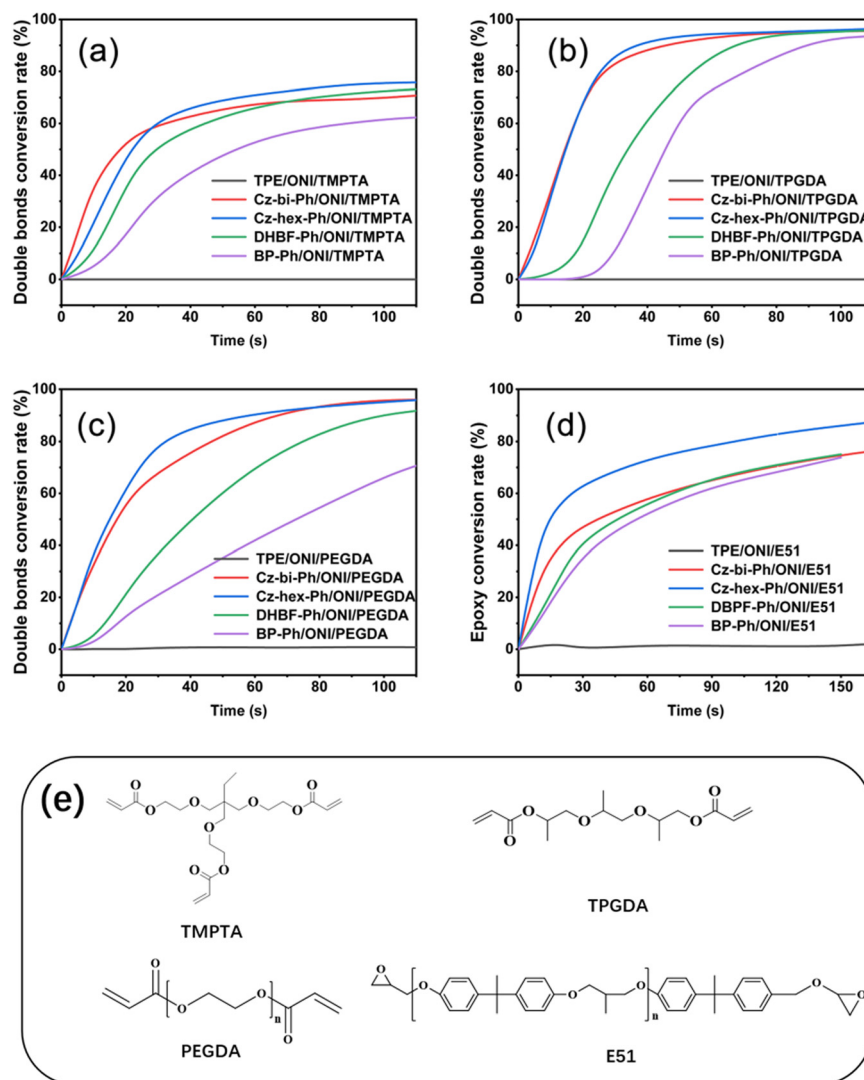 (a)
Double bonds conversion rate (%)
100
80
60
40
20
0
TPE/ONI/TMPTA
Cz-bi-Ph/ONI/TMPTA
Cz-hex-Ph/ONI/TMPTA
DHBF-Ph/ONI/TMPTA
BP-Ph/ONI/TMPTA
0 20 40 60 80 100
Time (s)
(b)
Double bonds conversion rate (%)
100
80
60
40
20
0
TPE/ONI/TPGDA
Cz-bi-Ph/ONI/TPGDA
Cz-hex-Ph/ONI/TPGDA
DHBF-Ph/ONI/TPGDA
BP-Ph/ONI/TPGDA
0 20 40 60 80 100
Time (s)
(c)
Double bonds conversion rate (%)
100
80
60
40
20
0
TPE/ONI/PEGDA
Cz-bi-Ph/ONI/PEGDA
Cz-hex-Ph/ONI/PEGDA
DHBF-Ph/ONI/PEGDA
BP-Ph/ONI/PEGDA
0 20 40 60 80 100
Time (s)
(d)
Epoxy conversion rate (%)
100
80
60
40
20
0
TPE/ONI/E51
Cz-bi-Ph/ONI/E51
Cz-hex-Ph/ONI/E51
DBPF-Ph/ONI/E51
BP-Ph/ONI/E51
0 30 60 90 120 150
Time (s)
(e)
O
O
O
O
O
O
O
O
O
TMPTA
O
O
O
O
O
O
TPGDA
O
O
O
O
n
PEGDA
O
O
O
O
O
O
n
E51